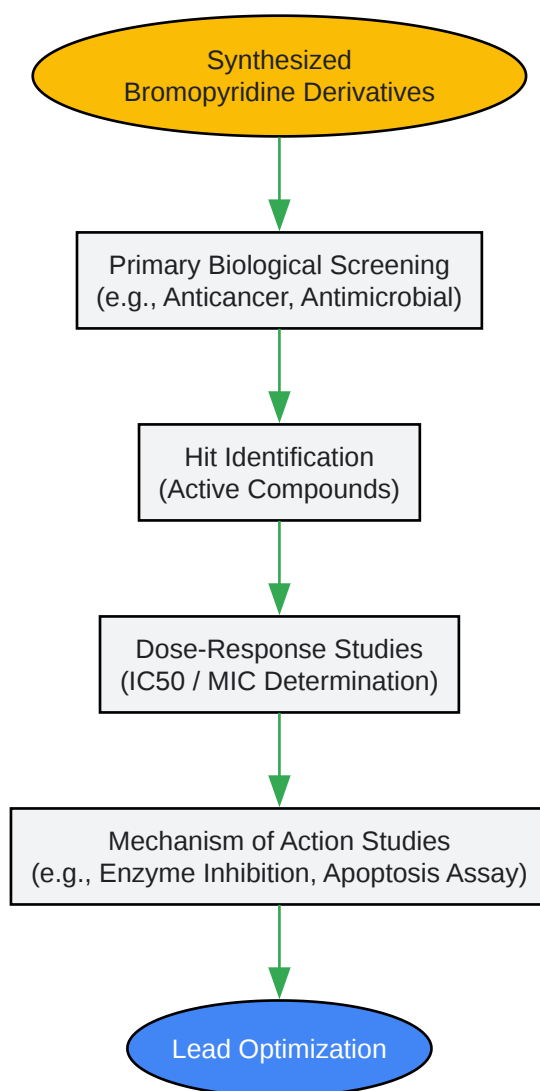 Synthesized
Bromopyridine Derivatives
Primary Biological Screening
(e.g., Anticancer, Antimicrobial)
Hit Identification
(Active Compounds)
Dose-Response Studies
(IC50 / MIC Determination)
Mechanism of Action Studies
(e.g., Enzyme Inhibition, Apoptosis Assay)
Lead Optimization